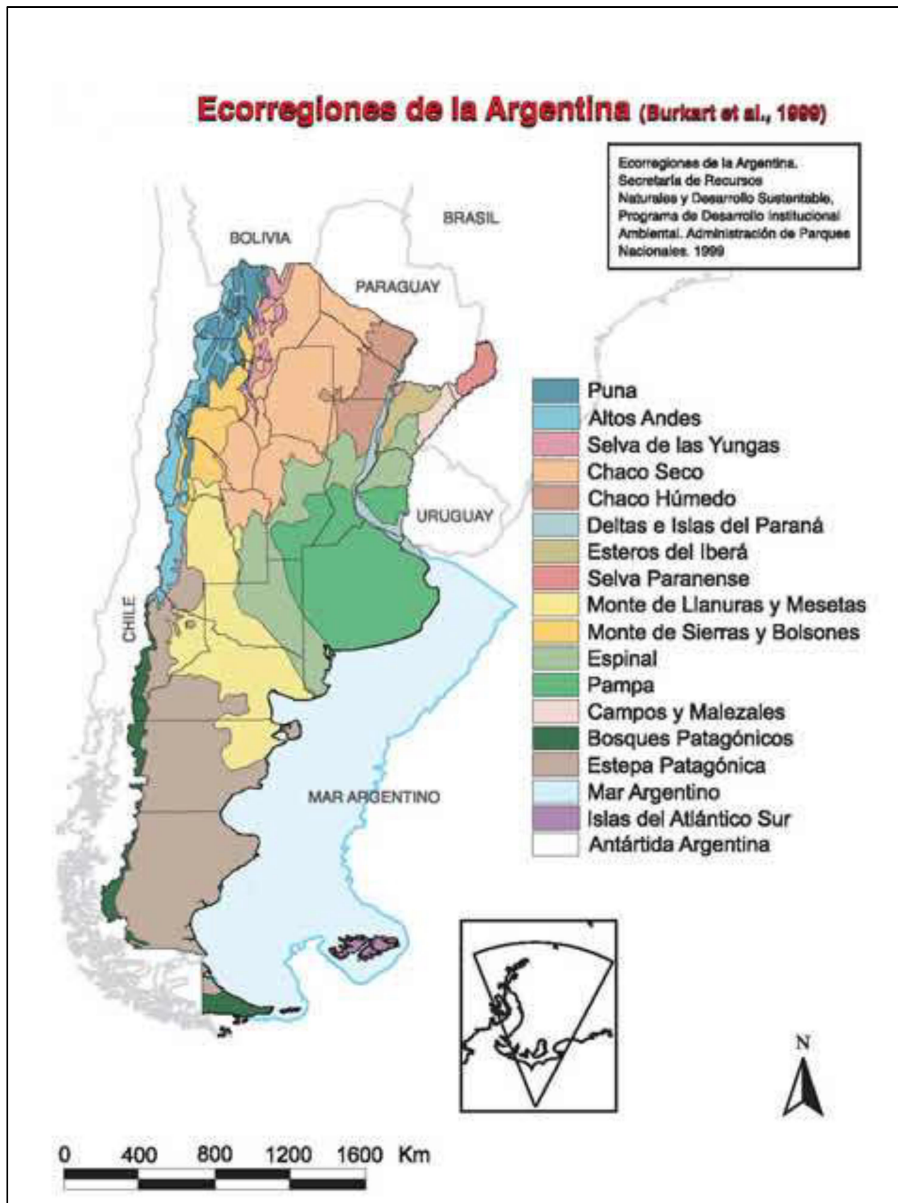 Ecorregiones de la Argentina (Burkart et al., 1999)
Ecorregiones de la Argentina.
Secretaría de Recursos
Naturales y Desarrollo Sustentable,
Programa de Desarrollo Institucional
Ambiental. Administración de Parques
Nacionales. 1999
BRASIL
BOLIVIA
PARAGUAY
URUGUAY
CHILE
MAR ARGENTINO
Puna
Altos Andes
Selva de las Yungas
Chaco Seco
Chaco Húmedo
Deltas e Islas del Paraná
Esteros del Iberá
Selva Paranense
Monte de Llanuras y Mesetas
Monte de Sierras y Bolsones
Espinal
Pampa
Campos y Malezales
Bosques Patagónicos
Estepa Patagónica
Mar Argentino
Islas del Atlántico Sur
Antártida Argentina
N
0 400 800 1200 1600 Km